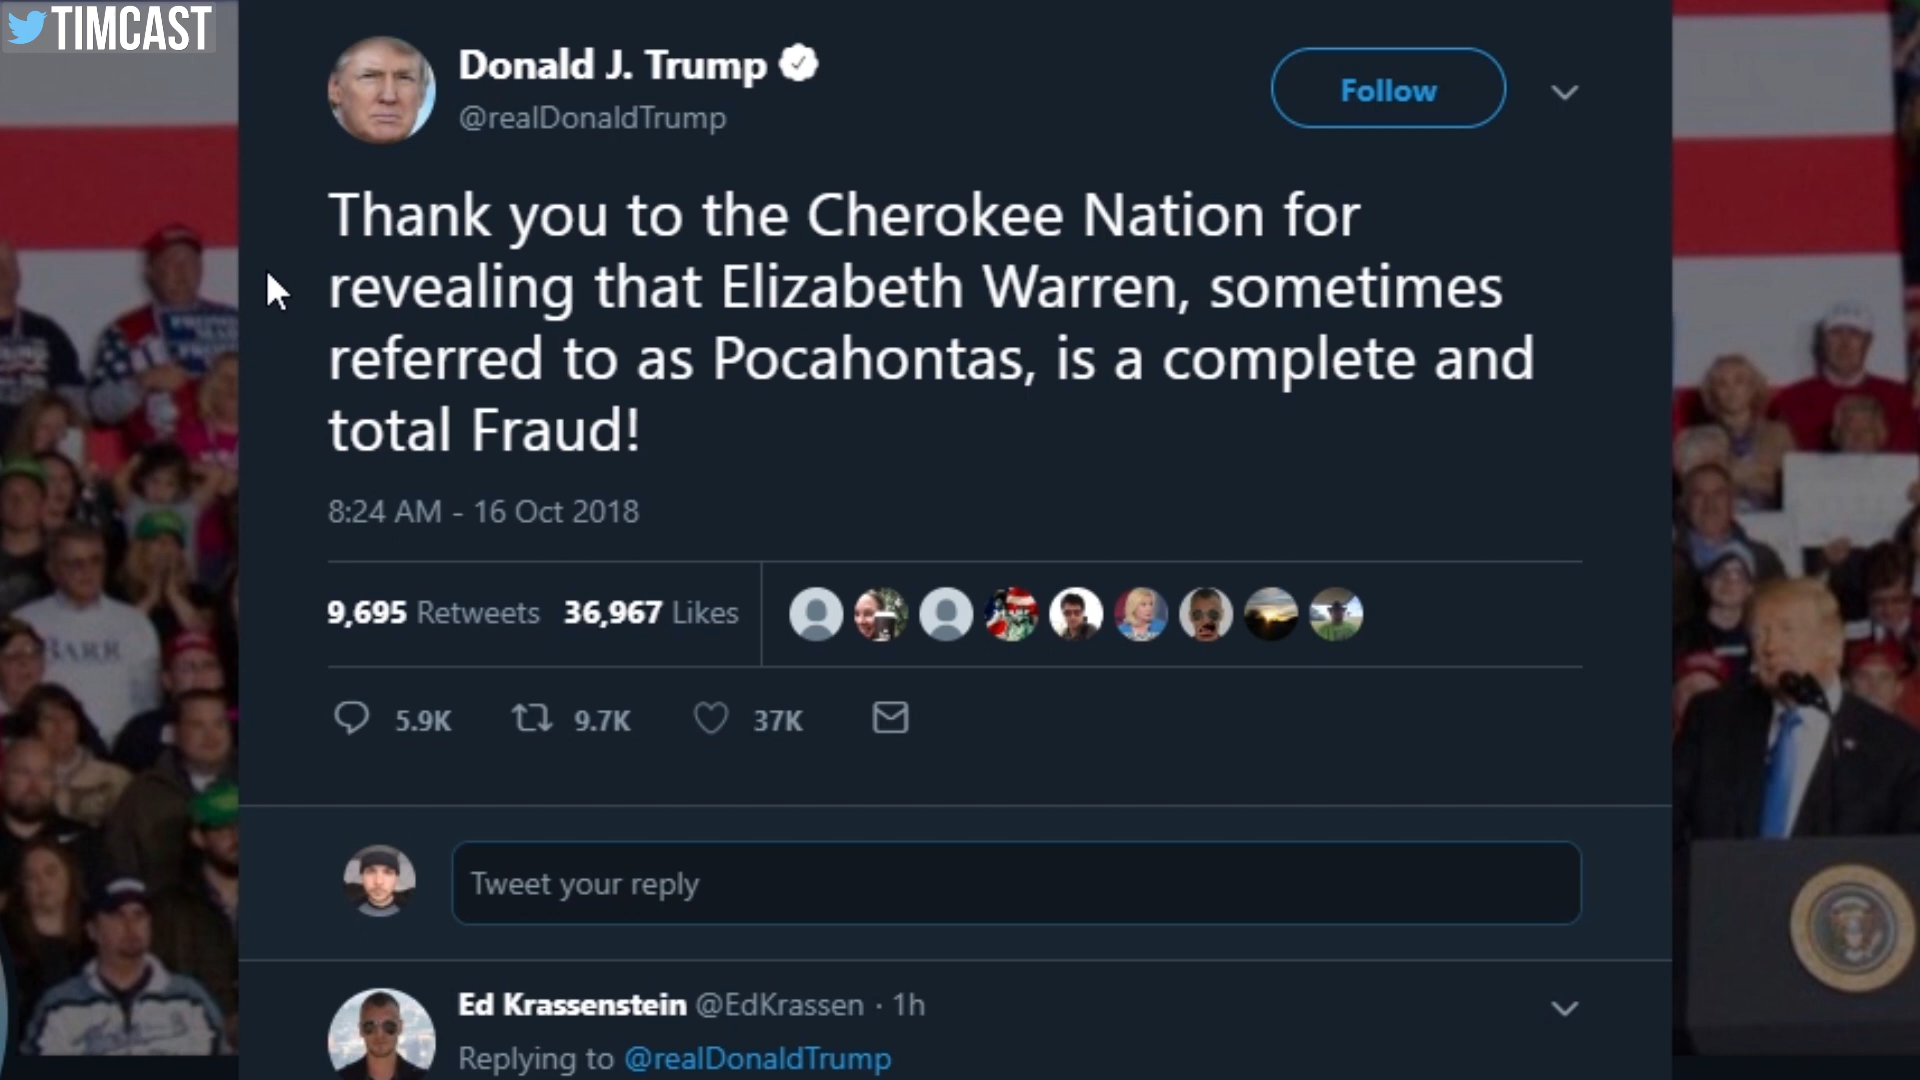 TIMCAST
Donald J. Trump
@realDonaldTrump
Follow
Thank you to the Cherokee Nation for
revealing that Elizabeth Warren, sometimes
referred to as Pocahontas, is a complete and
total Fraud!
8:24 AM - 16 Oct 2018
9,695 Retweets 36,967 Likes
5.9K 9.7K 37K
Tweet your reply
Ed Krassenstein @EdKrassen · 1h
Replying to @realDonaldTrump
BARR